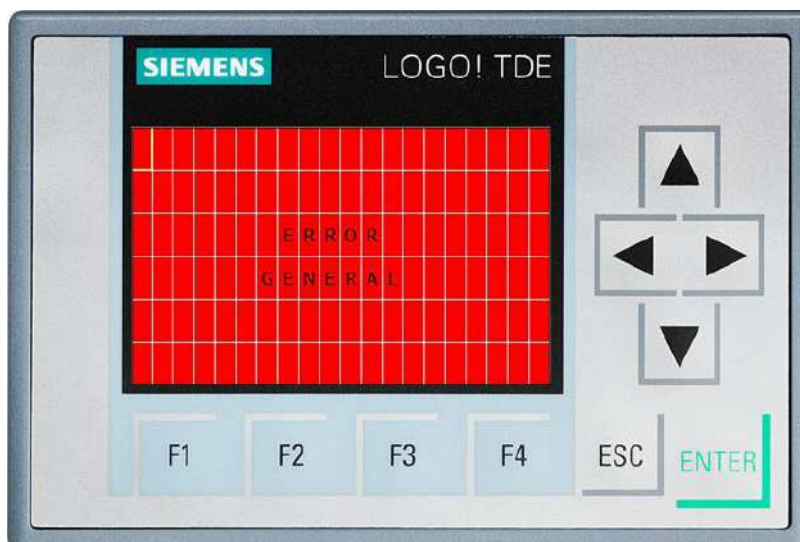 SIEMENS LOGO! TDE
ERROR
GENERAL
F1 F2 F3 F4 ESC ENTER